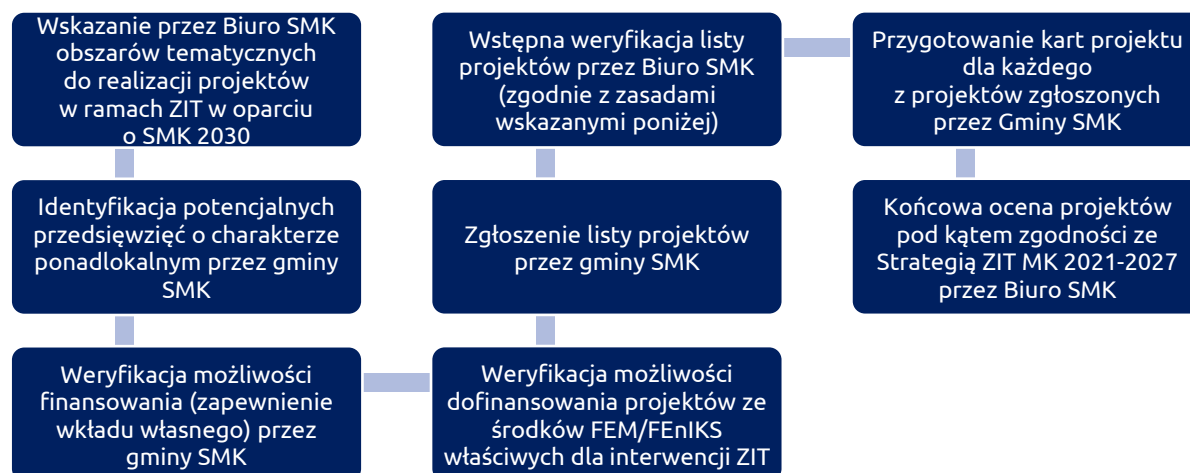 Wskazanie przez Biuro SMK
obszarów tematycznych
do realizacji projektów
w ramach ZIT w oparciu
o SMK 2030
Identyfikacja potencjalnych
przedsięwzięć o charakterze
ponadlokalnym przez gminy
SMK
Weryfikacja możliwości
finansowania (zapewnienie
wkładu własnego) przez
gminy SMK
Weryfikacja możliwości
dofinansowania projektów ze
środków FEM/FEnIKS
właściwych dla interwencji ZIT
Zgłoszenie listy projektów
przez gminy SMK
Wstępna weryfikacja listy
projektów przez Biuro SMK
(zgodnie z zasadami
wskazanymi poniżej)
Przygotowanie kart projektu
dla każdego
z projektów zgłoszonych
przez Gminy SMK
Końcowa ocena projektów
pod kątem zgodności ze
Strategią ZIT MK 2021-2027
przez Biuro SMK